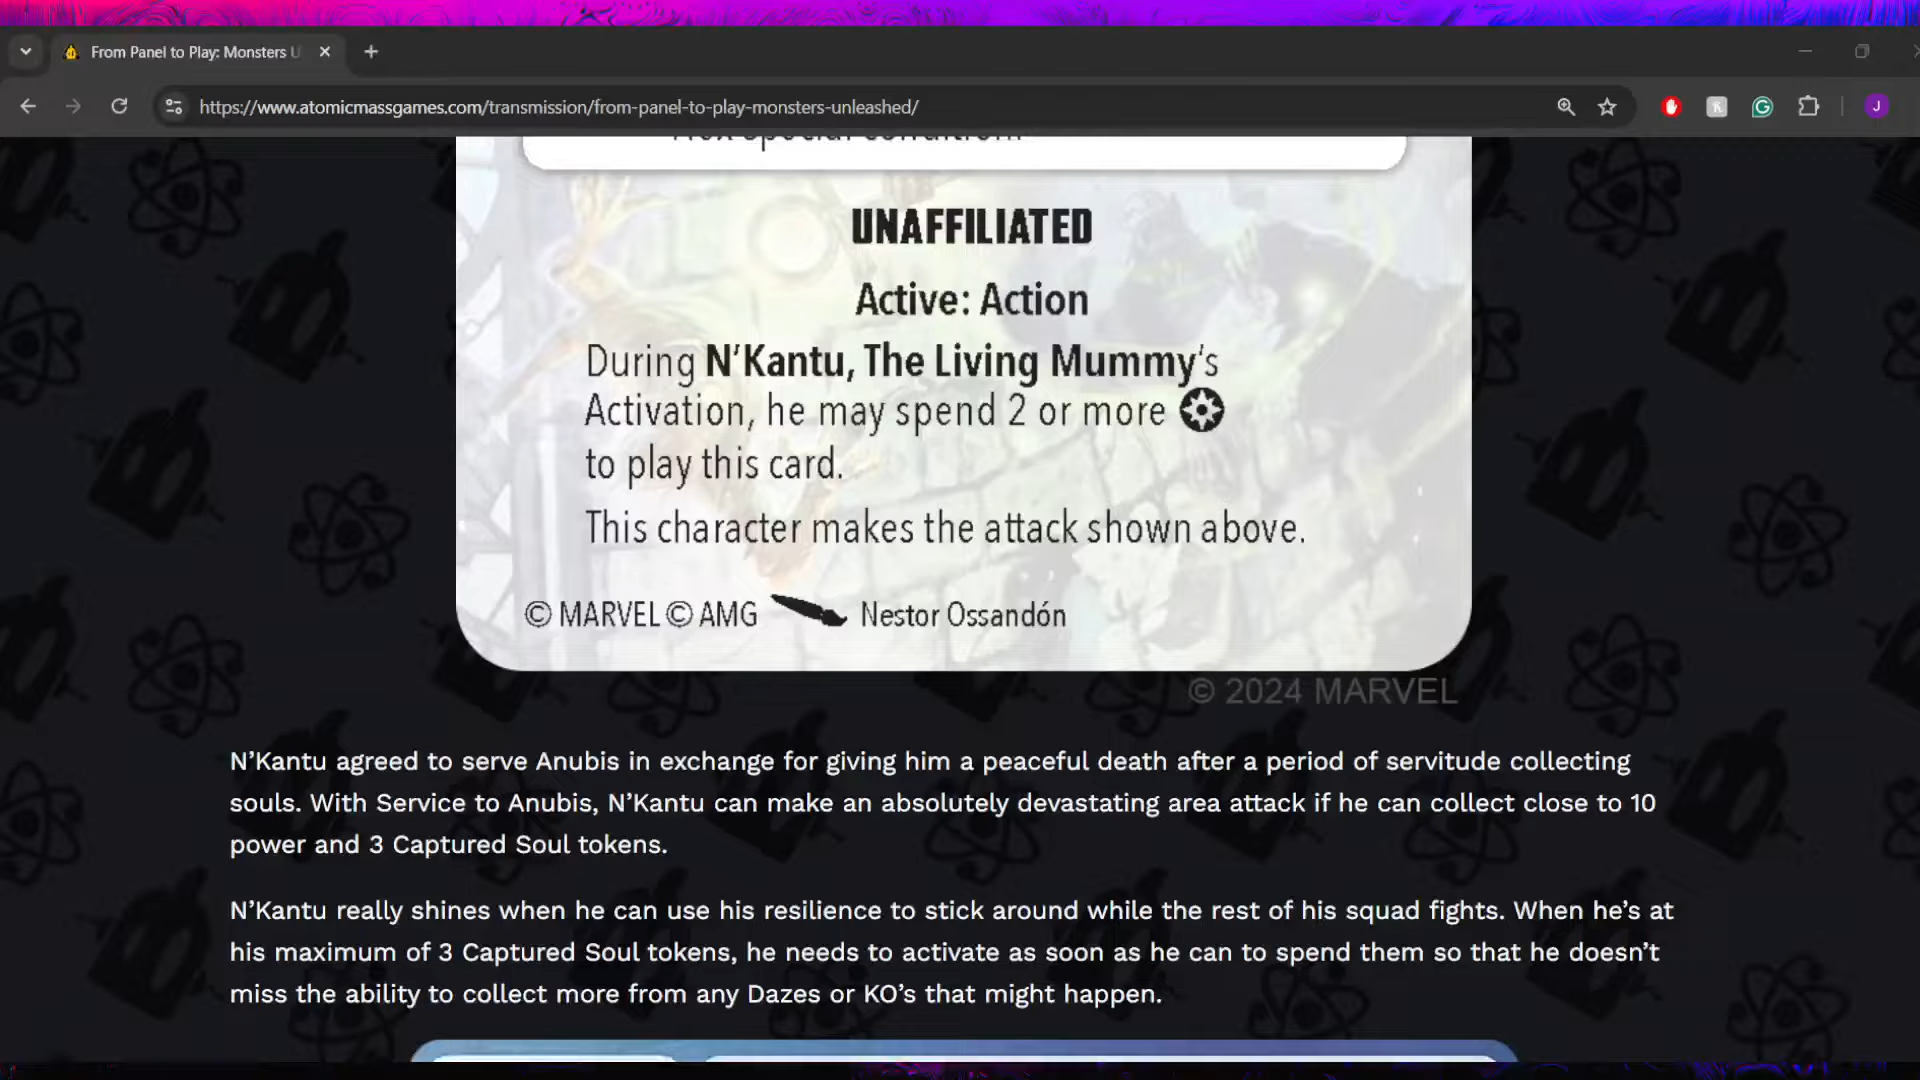 From Panel to Play: Monsters U
https://www.atomicmassgames.com/transmission/from-panel-to-play-monsters-unleashed/
J
UNAFFILIATED
Active: Action
During N’Kantu, The Living Mummy’s
Activation, he may spend 2 or more
to play this card.
This character makes the attack shown above.
© MARVEL © AMG Nestor Ossandón
© 2024 MARVEL
N’Kantu agreed to serve Anubis in exchange for giving him a peaceful death after a period of servitude collecting
souls. With Service to Anubis, N’Kantu can make an absolutely devastating area attack if he can collect close to 10
power and 3 Captured Soul tokens.
N’Kantu really shines when he can use his resilience to stick around while the rest of his squad fights. When he’s at
his maximum of 3 Captured Soul tokens, he needs to activate as soon as he can to spend them so that he doesn’t
miss the ability to collect more from any Dazes or KO’s that might happen.